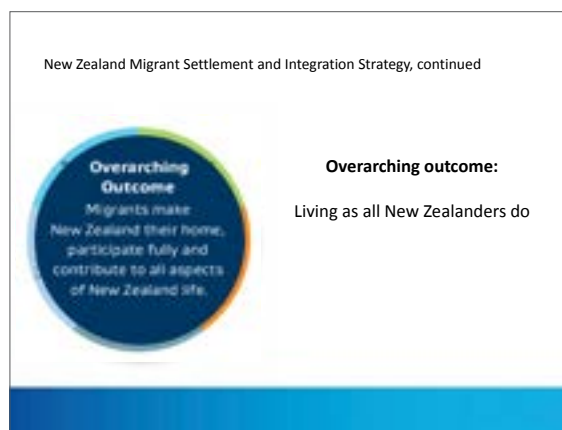 New Zealand Migrant Settlement and Integration Strategy, continued
Overarching
Outcome
Migrants make
New Zealand their home,
participate fully and
contribute to all aspects
of New Zealand life.
Overarching outcome:
Living as all New Zealanders do